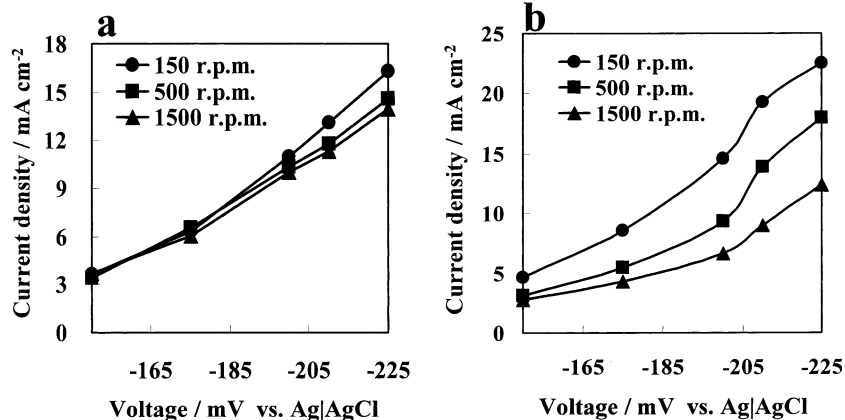 a
Current density / mA cm-2
18
15
12
9
6
3
0
150 r.p.m.
500 r.p.m.
1500 r.p.m.
-165 -185 -205 -225
Voltage / mV vs. Ag|AgCl
b
Current density / mA cm-2
25
20
15
10
5
0
150 r.p.m.
500 r.p.m.
1500 r.p.m.
-165 -185 -205 -225
Voltage / mV vs. Ag|AgCl